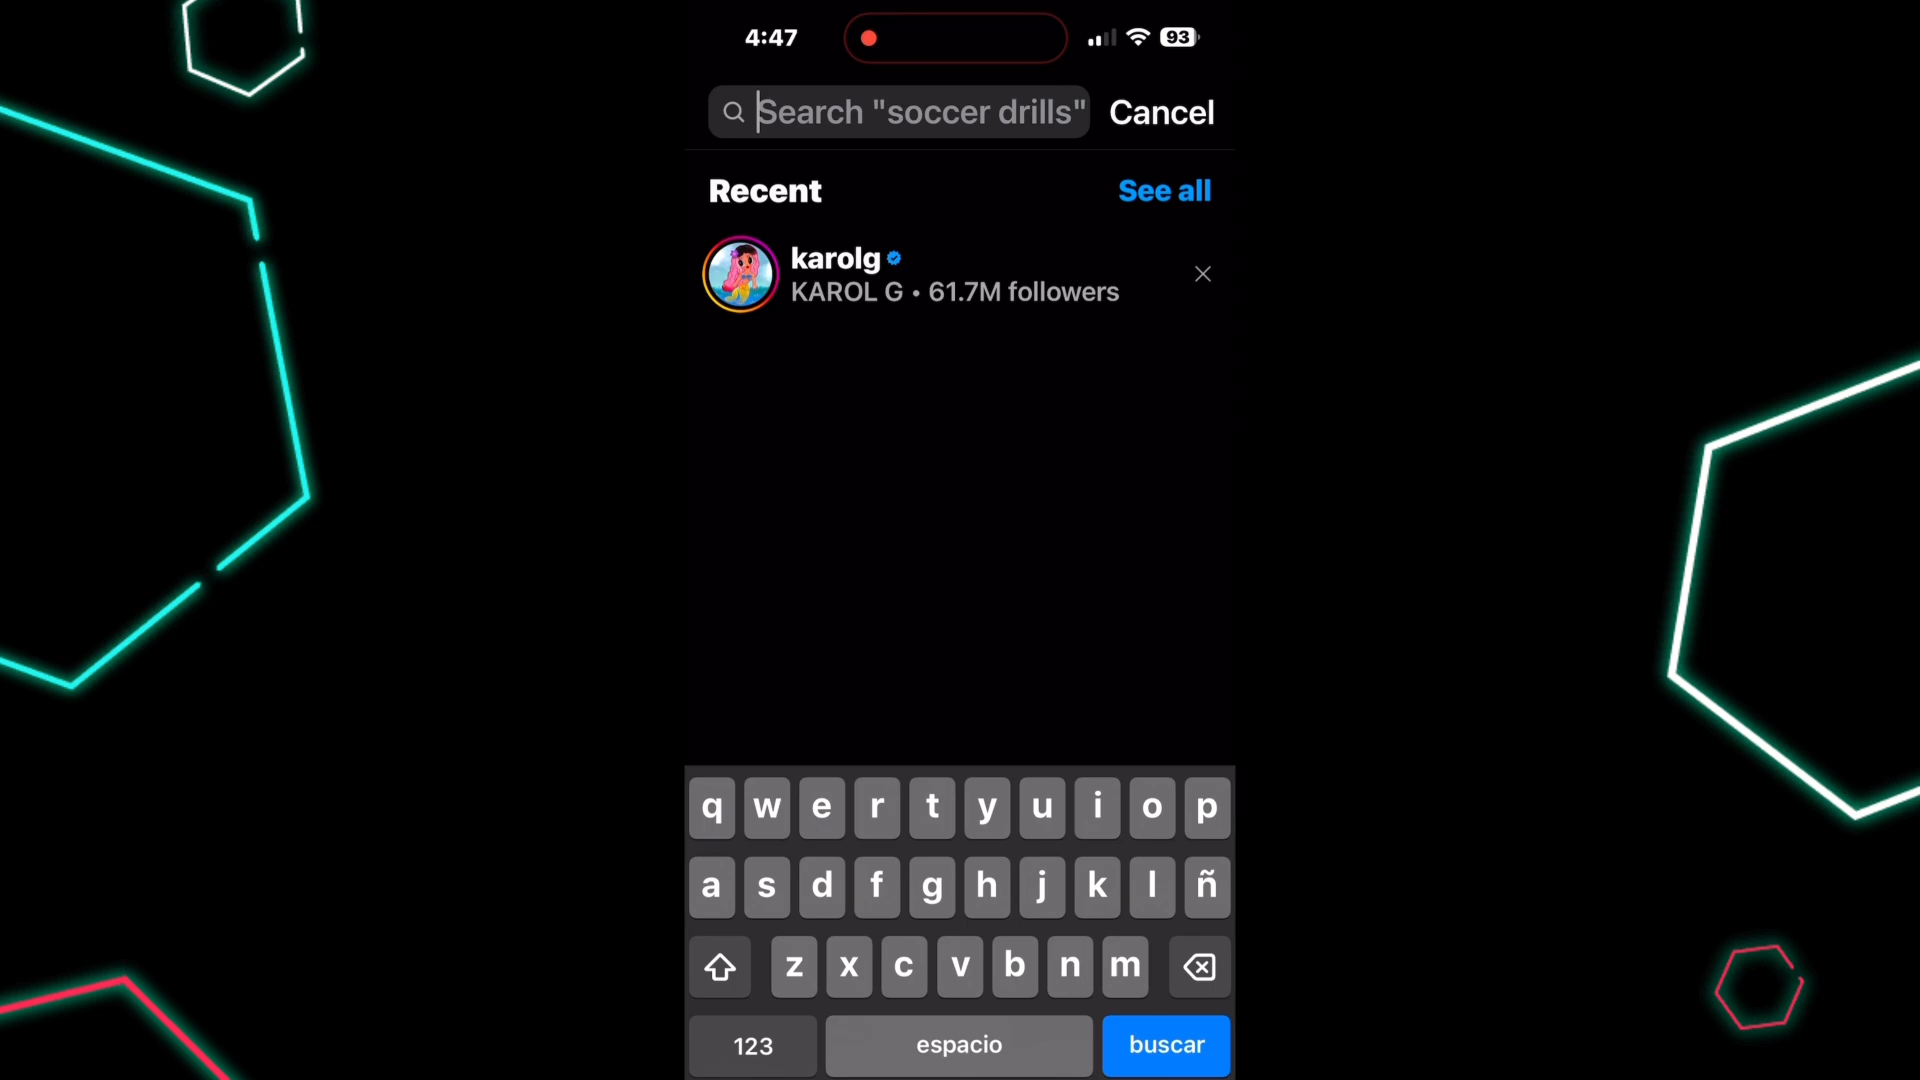 4:47
93
Search "soccer drills"
Cancel
Recent
See all
karolg
KAROL G • 61.7M followers
q w e r t y u i o p
a s d f g h j k l ñ
z x c v b n m
123 espacio buscar